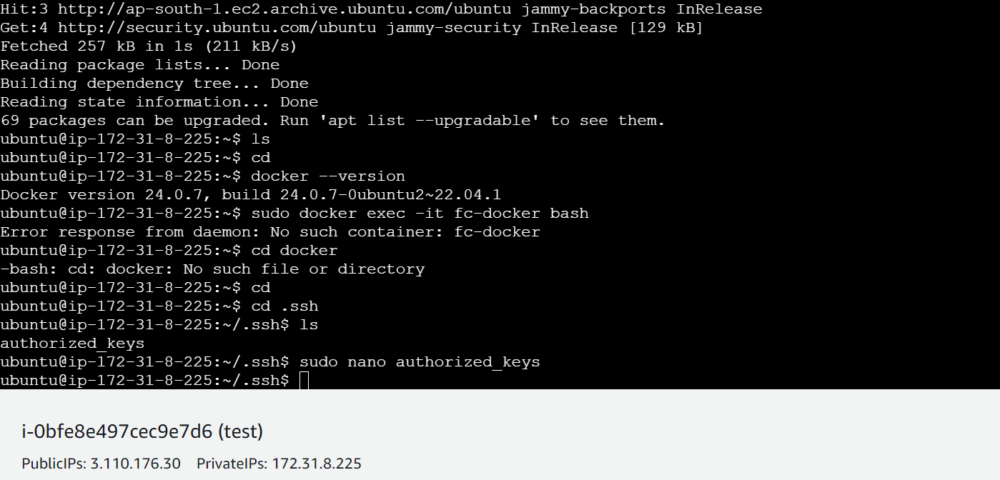 Hit:3 http://ap-south-1.ec2.archive.ubuntu.com/ubuntu jammy-backports InRelease
Get:4 http://security.ubuntu.com/ubuntu jammy-security InRelease [129 kB]
Fetched 257 kB in 1s (211 kB/s)
Reading package lists... Done
Building dependency tree... Done
Reading state information... Done
69 packages can be upgraded. Run 'apt list --upgradable' to see them.
ubuntu@ip-172-31-8-225:~$ ls
ubuntu@ip-172-31-8-225:~$ cd
ubuntu@ip-172-31-8-225:~$ docker --version
Docker version 24.0.7, build 24.0.7-0ubuntu2~22.04.1
ubuntu@ip-172-31-8-225:~$ sudo docker exec -it fc-docker bash
Error response from daemon: No such container: fc-docker
ubuntu@ip-172-31-8-225:~$ cd docker
-bash: cd: docker: No such file or directory
ubuntu@ip-172-31-8-225:~$ cd
ubuntu@ip-172-31-8-225:~$ cd .ssh
ubuntu@ip-172-31-8-225:~/.ssh$ ls
authorized_keys
ubuntu@ip-172-31-8-225:~/.ssh$ sudo nano authorized_keys
ubuntu@ip-172-31-8-225:~/.ssh$
i-0bfe8e497cec9e7d6 (test)
PublicIPs: 3.110.176.30 PrivateIPs: 172.31.8.225